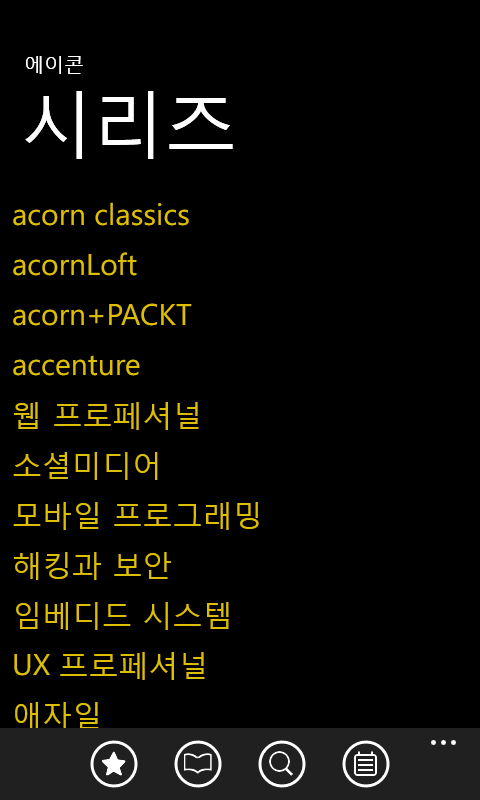 에이콘
시리즈
acorn classics
acornLoft
acorn+PACKT
accenture
웹 프로페셔널
소셜미디어
모바일 프로그래밍
해킹과 보안
임베디드 시스템
UX 프로페셔널
애자일